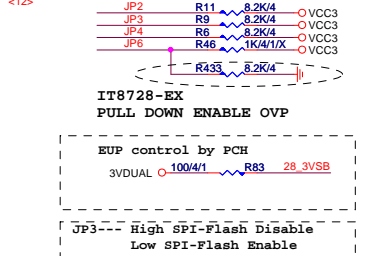 <12>
JP2 R11 8.2K/4 VCC3
JP3 R9 8.2K/4 VCC3
JP4 R6 8.2K/4 VCC3
JP6 R46 1K/4/1/X VCC3
R433 8.2K/4
IT8728-EX
PULL DOWN ENABLE OVP
EUP control by PCH
3VDUAL 100/4/1 R83 28_3VSB
JP3--- High SPI-Flash Disable
Low SPI-Flash Enable